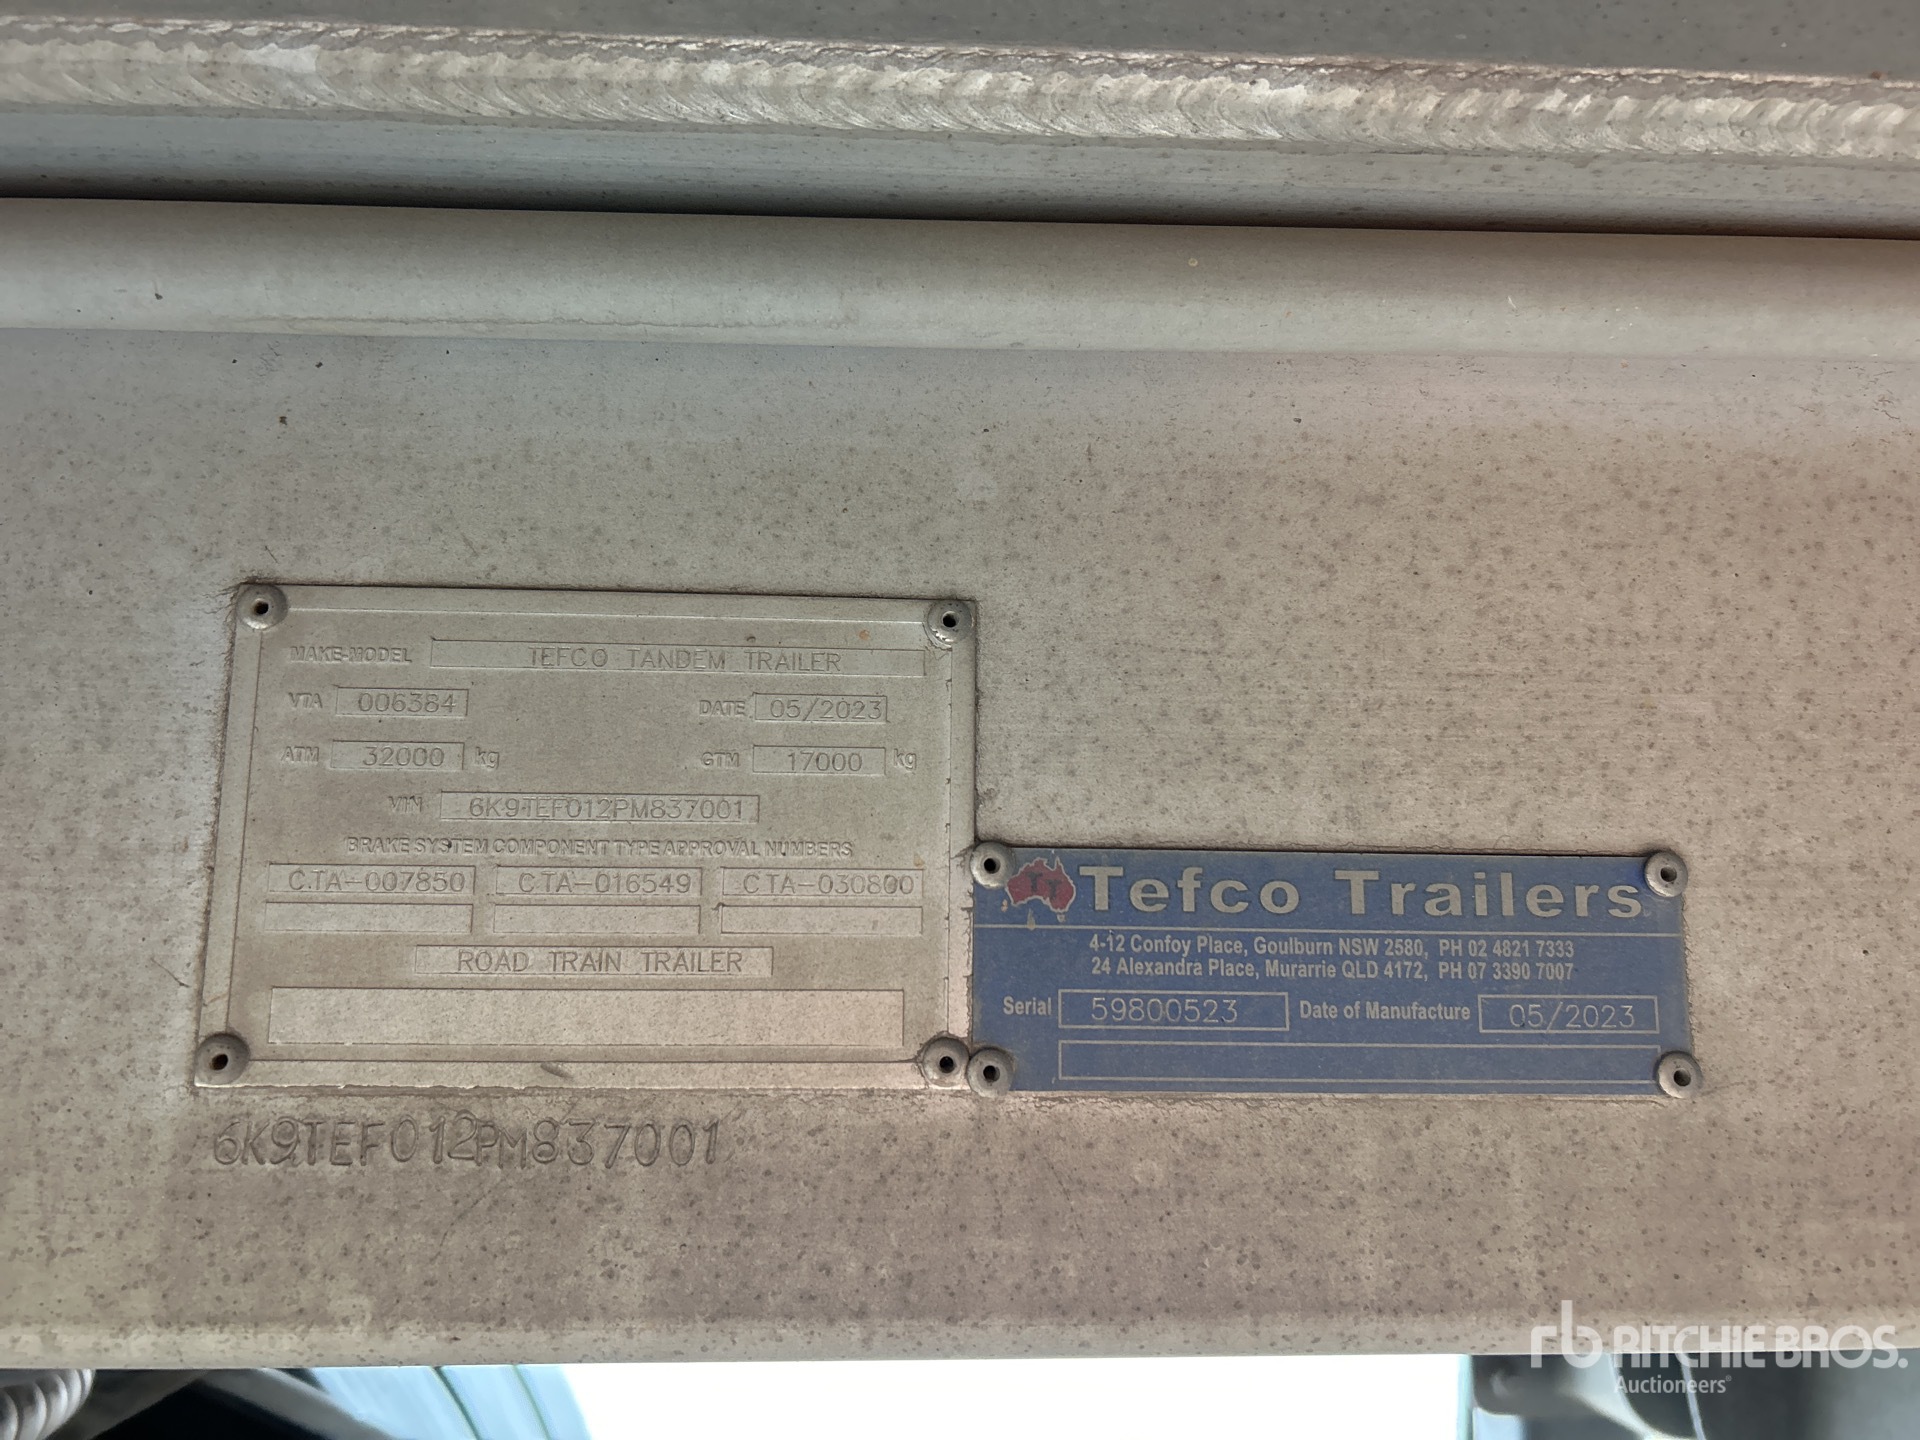 MAKE-MODEL TEFCO TANDEM TRAILER
VTA 006384 DATE 05/2023
ATM 32000 kg GTM 17000 kg
VIN 6K9TEF012PM837001
BRAKE SYSTEM COMPONENT TYPE APPROVAL NUMBERS
CTA-007850 CTA-016549 CTA-030800
ROAD TRAIN TRAILER
6K9TEF012PM837001
TT Tefco Trailers
4-12 Confoy Place, Goulburn NSW 2580, PH 02 4821 7333
24 Alexandra Place, Murarrie QLD 4172, PH 07 3390 7007
Serial 59800523 Date of Manufacture 05/2023
rb RITCHIE BROS.
Auctioneers®